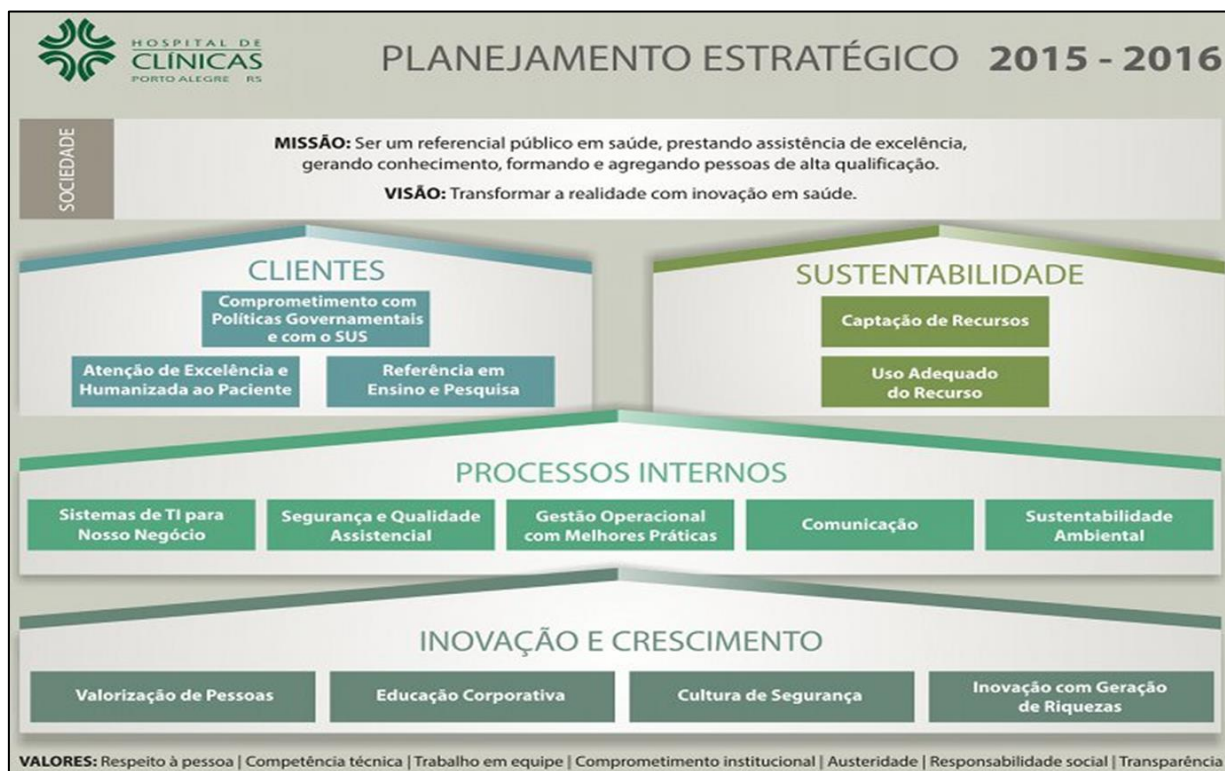 HOSPITAL DE
CLÍNICAS
PORTO ALEGRE RS
PLANEJAMENTO ESTRATÉGICO 2015 - 2016
SOCIEDADE
MISSÃO: Ser um referencial público em saúde, prestando assistência de excelência,
gerando conhecimento, formando e agregando pessoas de alta qualificação.
VISÃO: Transformar a realidade com inovação em saúde.
CLIENTES
Comprometimento com
Políticas Governamentais
e com o SUS
Atenção de Excelência e
Humanizada ao Paciente
Referência em
Ensino e Pesquisa
SUSTENTABILIDADE
Captação de Recursos
Uso Adequado
do Recurso
PROCESSOS INTERNOS
Sistemas de TI para
Nosso Negócio
Segurança e Qualidade
Assistencial
Gestão Operacional
com Melhores Práticas
Comunicação
Sustentabilidade
Ambiental
INOVAÇÃO E CRESCIMENTO
Valorização de Pessoas
Educação Corporativa
Cultura de Segurança
Inovação com Geração
de Riquezas
VALORES: Respeito à pessoa | Competência técnica | Trabalho em equipe | Comprometimento institucional | Austeridade | Responsabilidade social | Transparência